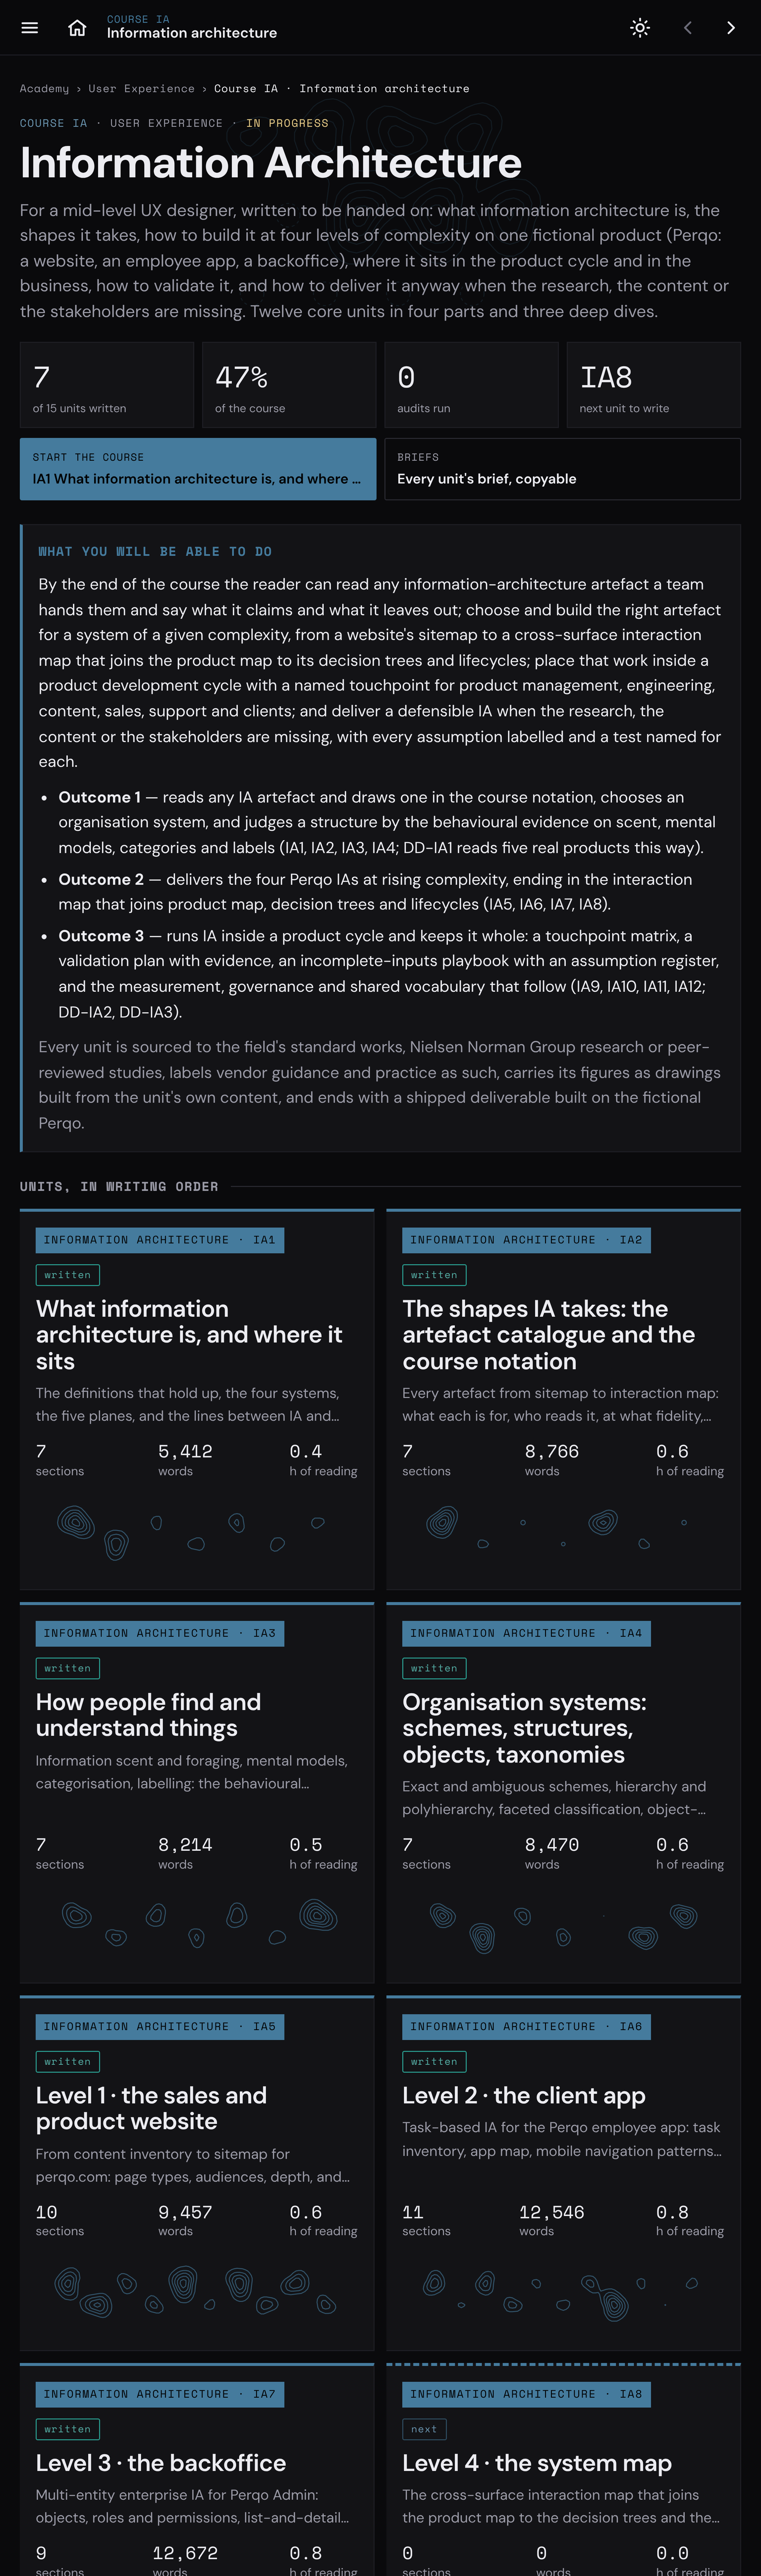 COURSE IA
Information architecture
Academy › User Experience › Course IA · Information architecture
COURSE IA · USER EXPERIENCE · IN PROGRESS
Information Architecture
For a mid-level UX designer, written to be handed on: what information architecture is, the
shapes it takes, how to build it at four levels of complexity on one fictional product (Perqo:
a website, an employee app, a backoffice), where it sits in the product cycle and in the
business, how to validate it, and how to deliver it anyway when the research, the content or
the stakeholders are missing. Twelve core units in four parts and three deep dives.
7
of 15 units written
47%
of the course
0
audits run
IA8
next unit to write
START THE COURSE
IA1 What information architecture is, and where …
BRIEFS
Every unit's brief, copyable
WHAT YOU WILL BE ABLE TO DO
By the end of the course the reader can read any information-architecture artefact a team
hands them and say what it claims and what it leaves out; choose and build the right artefact
for a system of a given complexity, from a website's sitemap to a cross-surface interaction
map that joins the product map to its decision trees and lifecycles; place that work inside a
product development cycle with a named touchpoint for product management, engineering,
content, sales, support and clients; and deliver a defensible IA when the research, the
content or the stakeholders are missing, with every assumption labelled and a test named for
each.
• Outcome 1 — reads any IA artefact and draws one in the course notation, chooses an
organisation system, and judges a structure by the behavioural evidence on scent, mental
models, categories and labels (IA1, IA2, IA3, IA4; DD-IA1 reads five real products this way).
• Outcome 2 — delivers the four Perqo IAs at rising complexity, ending in the interaction
map that joins product map, decision trees and lifecycles (IA5, IA6, IA7, IA8).
• Outcome 3 — runs IA inside a product cycle and keeps it whole: a touchpoint matrix, a
validation plan with evidence, an incomplete-inputs playbook with an assumption register,
and the measurement, governance and shared vocabulary that follow (IA9, IA10, IA11, IA12;
DD-IA2, DD-IA3).
Every unit is sourced to the field's standard works, Nielsen Norman Group research or peer-
reviewed studies, labels vendor guidance and practice as such, carries its figures as drawings
built from the unit's own content, and ends with a shipped deliverable built on the fictional
Perqo.
UNITS, IN WRITING ORDER
INFORMATION ARCHITECTURE · IA1
written
What information
architecture is, and where it
sits
The definitions that hold up, the four systems,
the five planes, and the lines between IA and…
7 5,412 0.4
sections words h of reading
INFORMATION ARCHITECTURE · IA2
written
The shapes IA takes: the
artefact catalogue and the
course notation
Every artefact from sitemap to interaction map:
what each is for, who reads it, at what fidelity,…
7 8,766 0.6
sections words h of reading
INFORMATION ARCHITECTURE · IA3
written
How people find and
understand things
Information scent and foraging, mental models,
categorisation, labelling: the behavioural…
7 8,214 0.5
sections words h of reading
INFORMATION ARCHITECTURE · IA4
written
Organisation systems:
schemes, structures,
objects, taxonomies
Exact and ambiguous schemes, hierarchy and
polyhierarchy, faceted classification, object-…
7 8,470 0.6
sections words h of reading
INFORMATION ARCHITECTURE · IA5
written
Level 1 · the sales and
product website
From content inventory to sitemap for
perqo.com: page types, audiences, depth, and…
10 9,457 0.6
sections words h of reading
INFORMATION ARCHITECTURE · IA6
written
Level 2 · the client app
Task-based IA for the Perqo employee app: task
inventory, app map, mobile navigation patterns…
11 12,546 0.8
sections words h of reading
INFORMATION ARCHITECTURE · IA7
written
Level 3 · the backoffice
Multi-entity enterprise IA for Perqo Admin:
objects, roles and permissions, list-and-detail…
9 12,672 0.8
sections words h of reading
INFORMATION ARCHITECTURE · IA8
next
Level 4 · the system map
The cross-surface interaction map that joins
the product map to the decision trees and the…
0 0 0.0
sections words h of reading